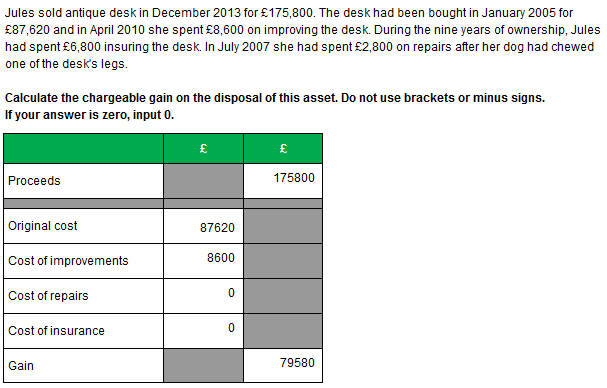 Jules sold antique desk in December 2013 for £175,800. The desk had been bought in January 2005 for
£87,620 and in April 2010 she spent £8,600 on improving the desk. During the nine years of ownership, Jules
had spent £6,800 insuring the desk. In July 2007 she had spent £2,800 on repairs after her dog had chewed
one of the desk's legs.
Calculate the chargeable gain on the disposal of this asset. Do not use brackets or minus signs.
If your answer is zero, input 0.
£ £
Proceeds 175800
Original cost 87620
Cost of improvements 8600
Cost of repairs 0
Cost of insurance 0
Gain 79580